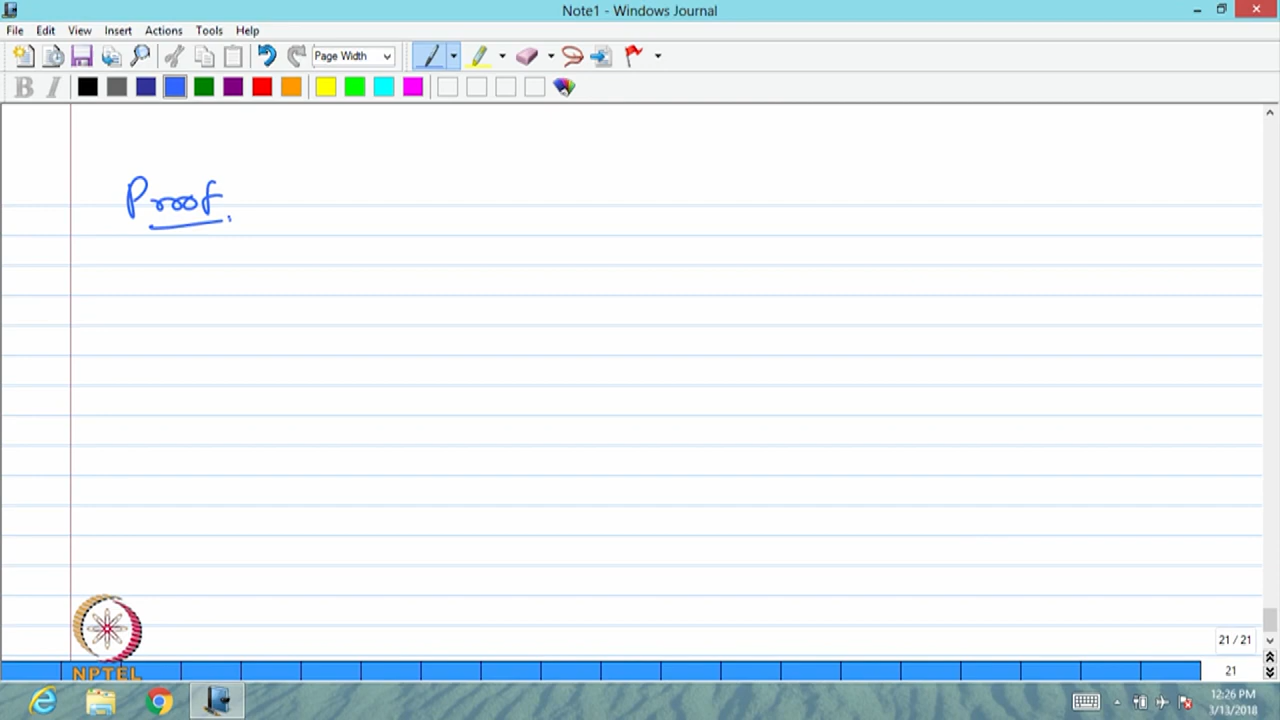 Note1 - Windows Journal
File Edit View Insert Actions Tools Help
Page Width
B I
Proof.
21 / 21
NPTEL
21
12:26 PM
3/13/2018